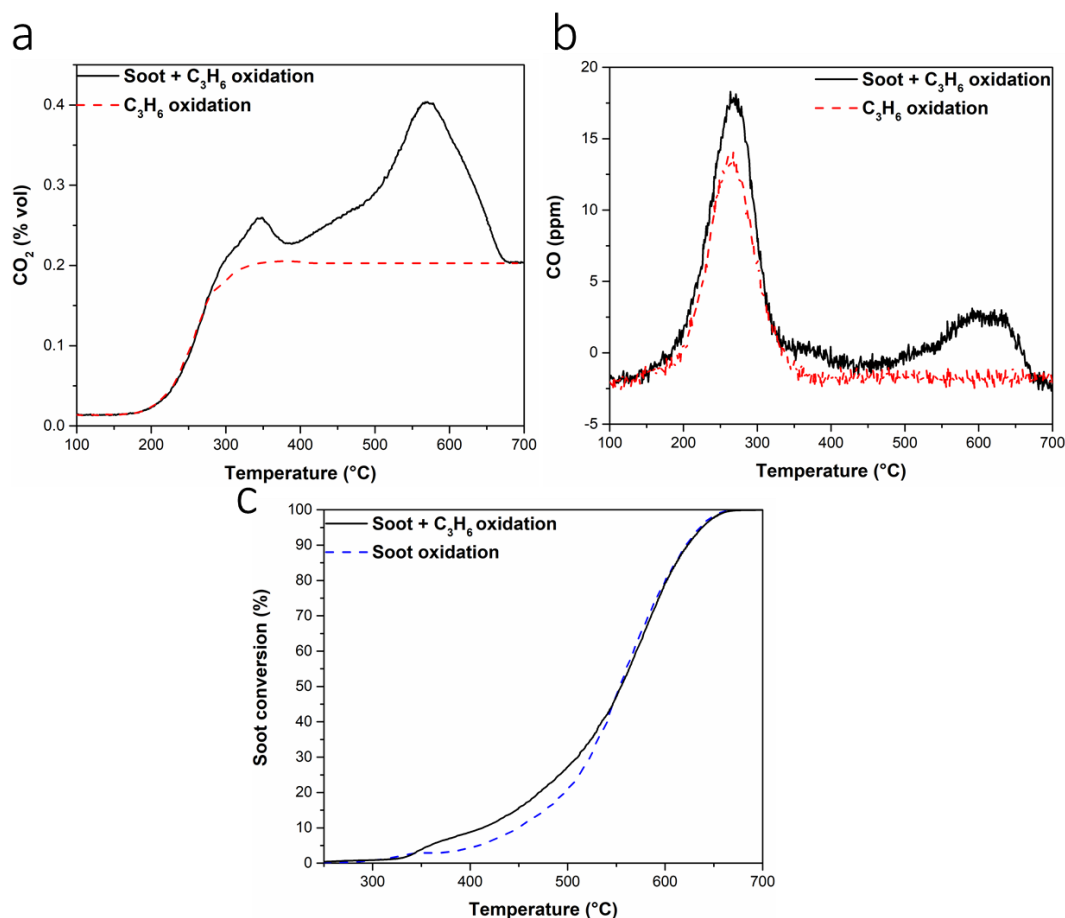 a
Soot + C₃H₆ oxidation
C₃H₆ oxidation
CO₂ (% vol)
0.4
0.3
0.2
0.1
0.0
100 200 300 400 500 600 700
Temperature (°C)
b
Soot + C₃H₆ oxidation
C₃H₆ oxidation
CO (ppm)
20
15
10
5
0
-5
100 200 300 400 500 600 700
Temperature (°C)
c
Soot + C₃H₆ oxidation
Soot oxidation
Soot conversion (%)
100
90
80
70
60
50
40
30
20
10
0
300 400 500 600 700
Temperature (°C)